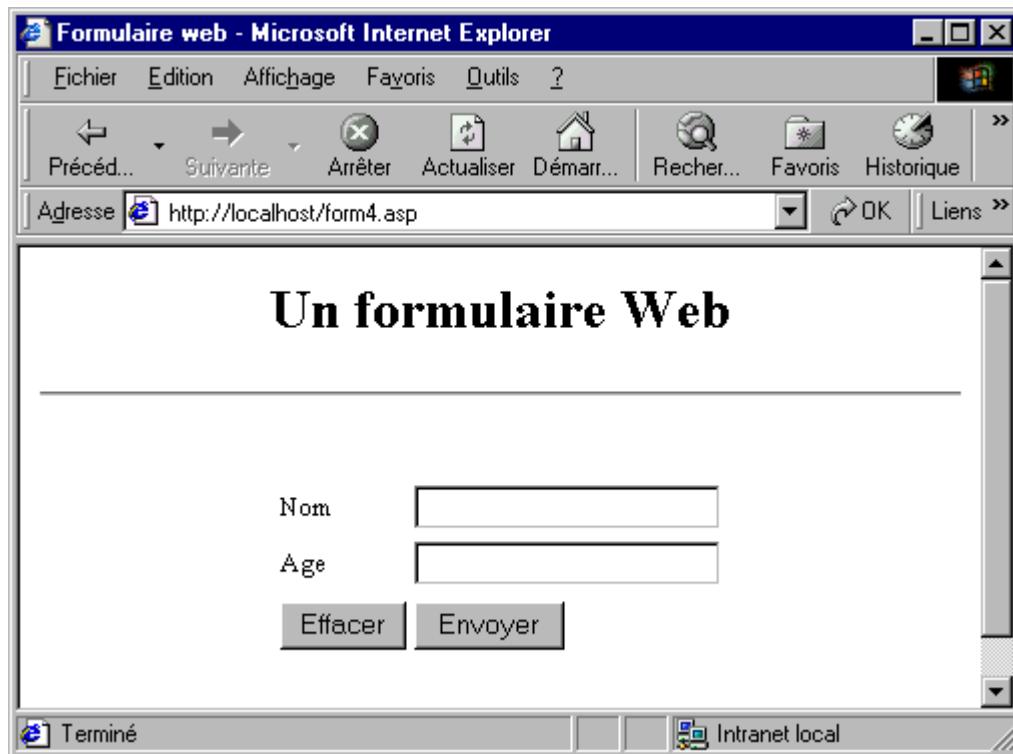 Formulaire web - Microsoft Internet Explorer
Fichier Edition Affichage Favoris Outils ?
Précéd... Suivante Arrêter Actualiser Démarr... Recher... Favoris Historique »
Adresse http://localhost/form4.asp OK Liens »
Un formulaire Web
Nom
Age
Effacer Envoyer
Terminé Intranet local